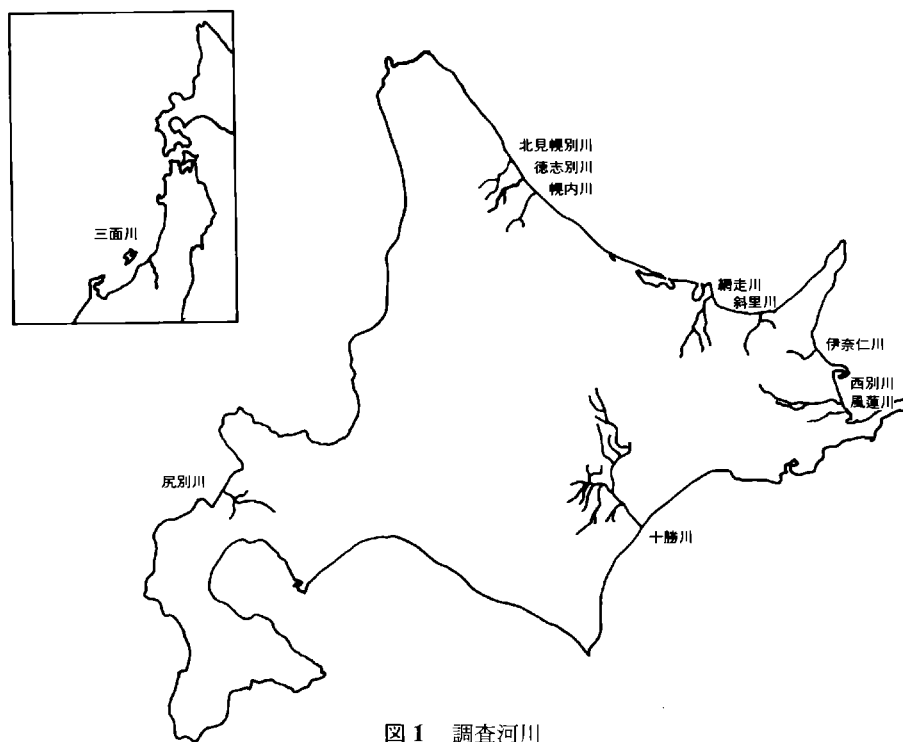 三面川
北見幌別川
徳志別川
幌内川
網走川
斜里川
伊奈仁川
西別川
風蓮川
尻別川
十勝川
図1 調査河川